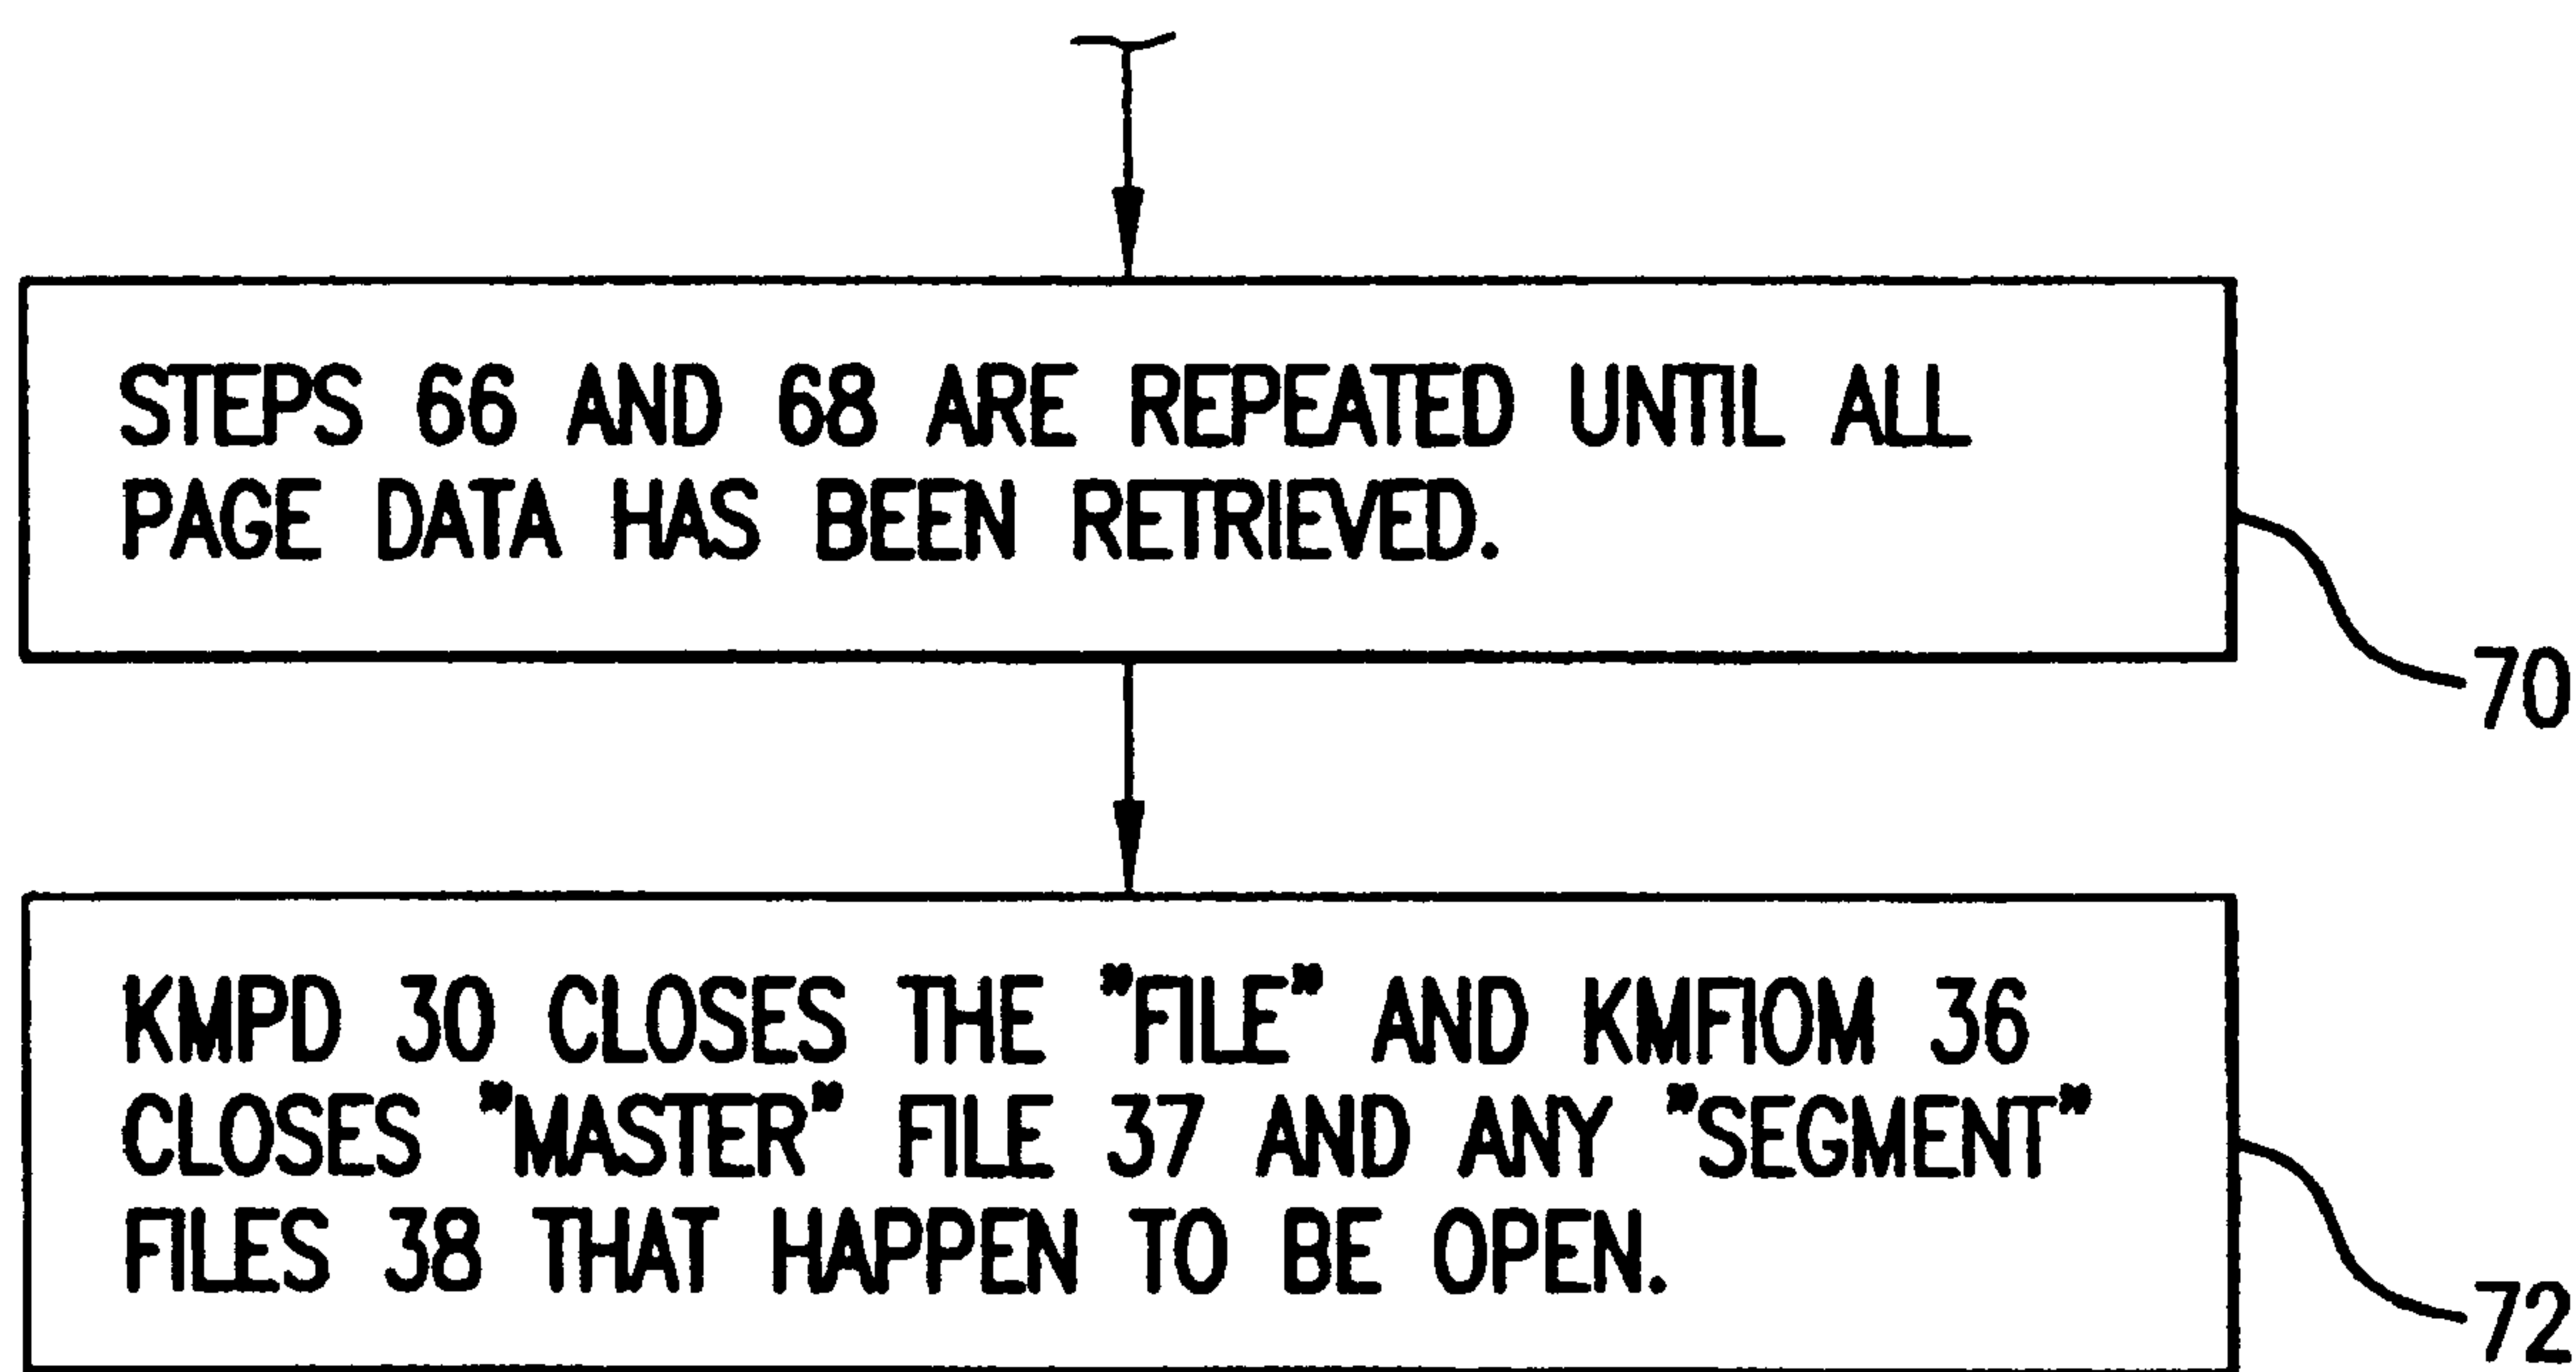 STEPS 66 AND 68 ARE REPEATED UNTIL ALL
PAGE DATA HAS BEEN RETRIEVED.
70
KMPD 30 CLOSES THE "FILE" AND KMFIOM 36
CLOSES "MASTER" FILE 37 AND ANY "SEGMENT"
FILES 38 THAT HAPPEN TO BE OPEN.
72